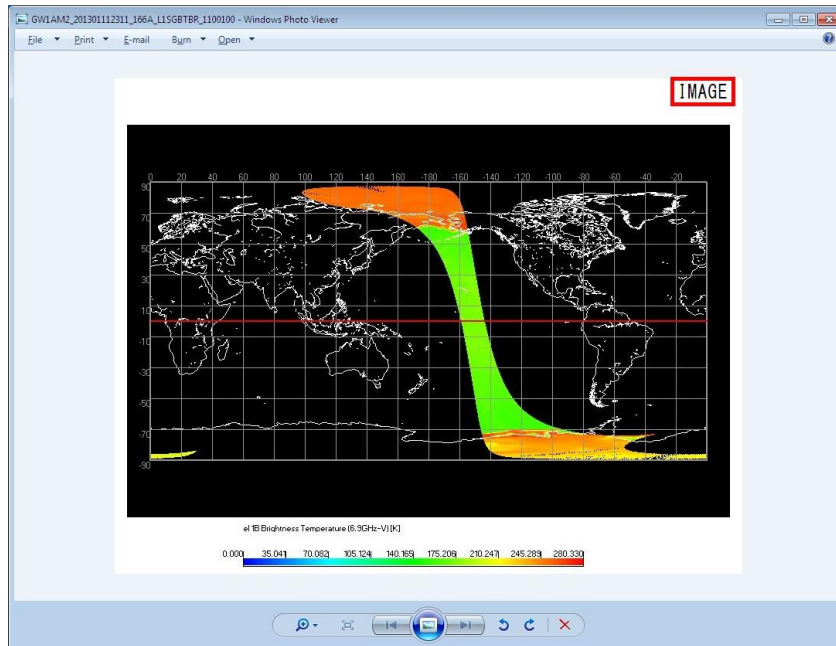 GW1AM2_201301112311_166A_L1SGBTBR_1100100 - Windows Photo Viewer
File Print E-mail Burn Open
IMAGE
0 20 40 60 80 100 120 140 160 -180 -160 -140 -120 -100 -80 -60 -40 -20
90
70
50
30
10
-10
-30
-50
-70
-90
el 1B Brightness Temperature (6.9GHz-V) [K]
0.000 35.041 70.082 105.124 140.165 175.206 210.247 245.289 280.330